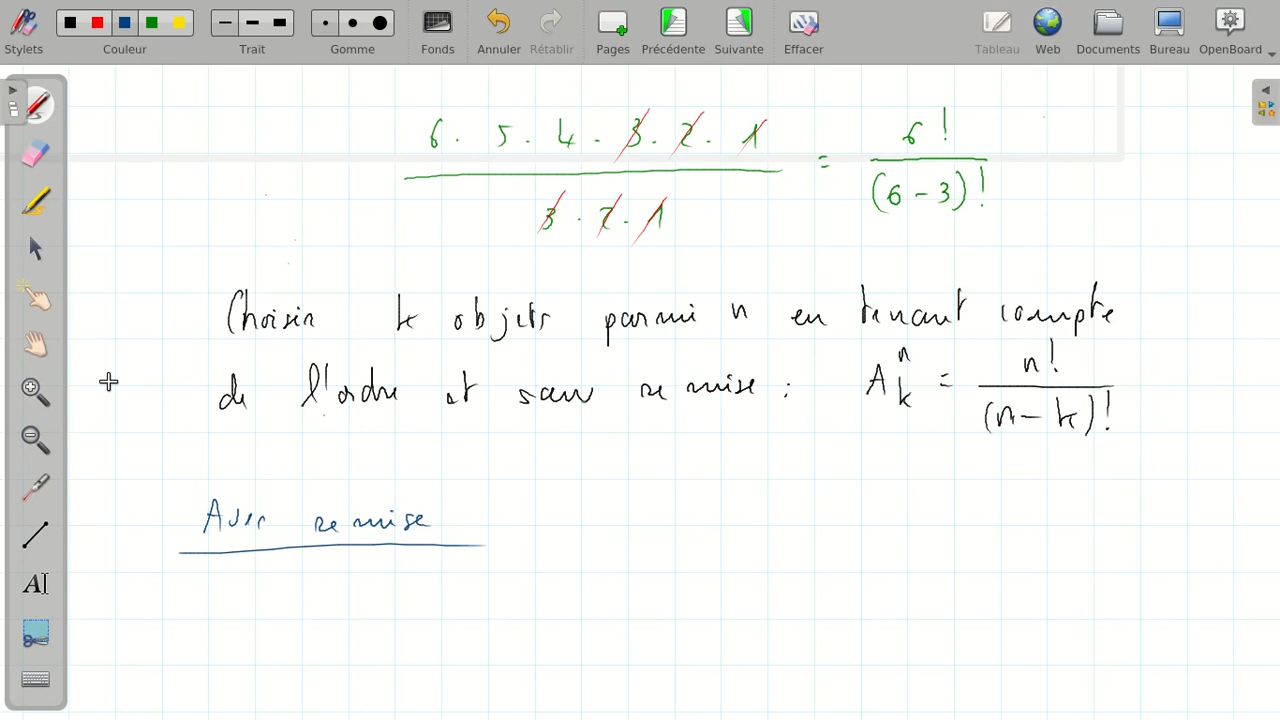 Stylets Couleur Trait Gomme Fonds Annuler Rétablir Pages Précédente Suivante Effacer Tableau Web Documents Bureau OpenBoard
6 . 5 . 4 . 3 . 2 . 1
3 . 2 . 1
= 6! / (6 - 3)!
Choisir k objets parmi n en tenant compte
de l'ordre et sans remise : A_k^n = n! / (n - k)!
Avec remise